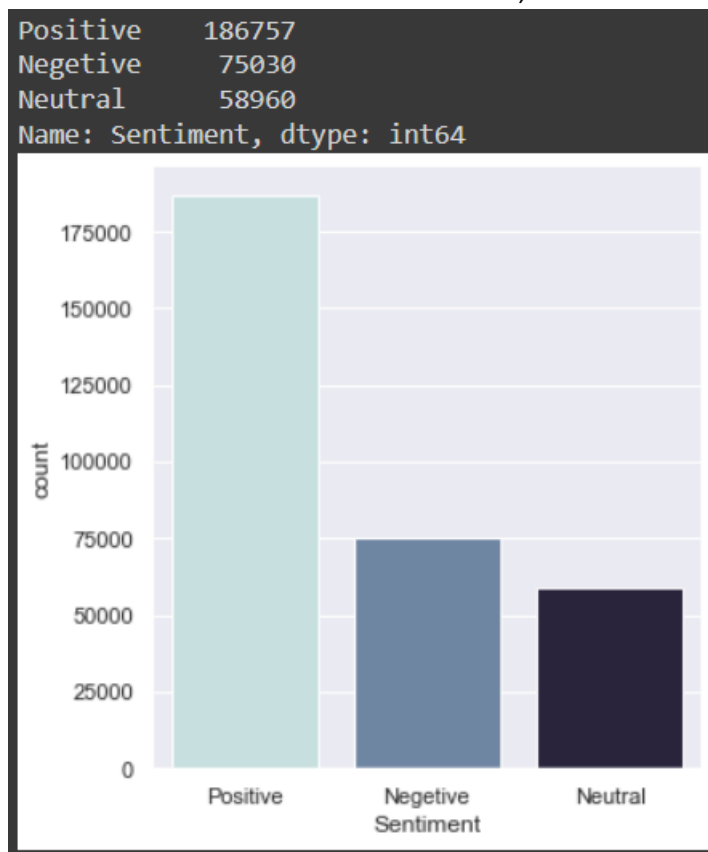 Positive 186757
Negetive 75030
Neutral 58960
Name: Sentiment, dtype: int64
175000
150000
125000
100000
75000
50000
25000
0
count
Positive Negetive Neutral
Sentiment